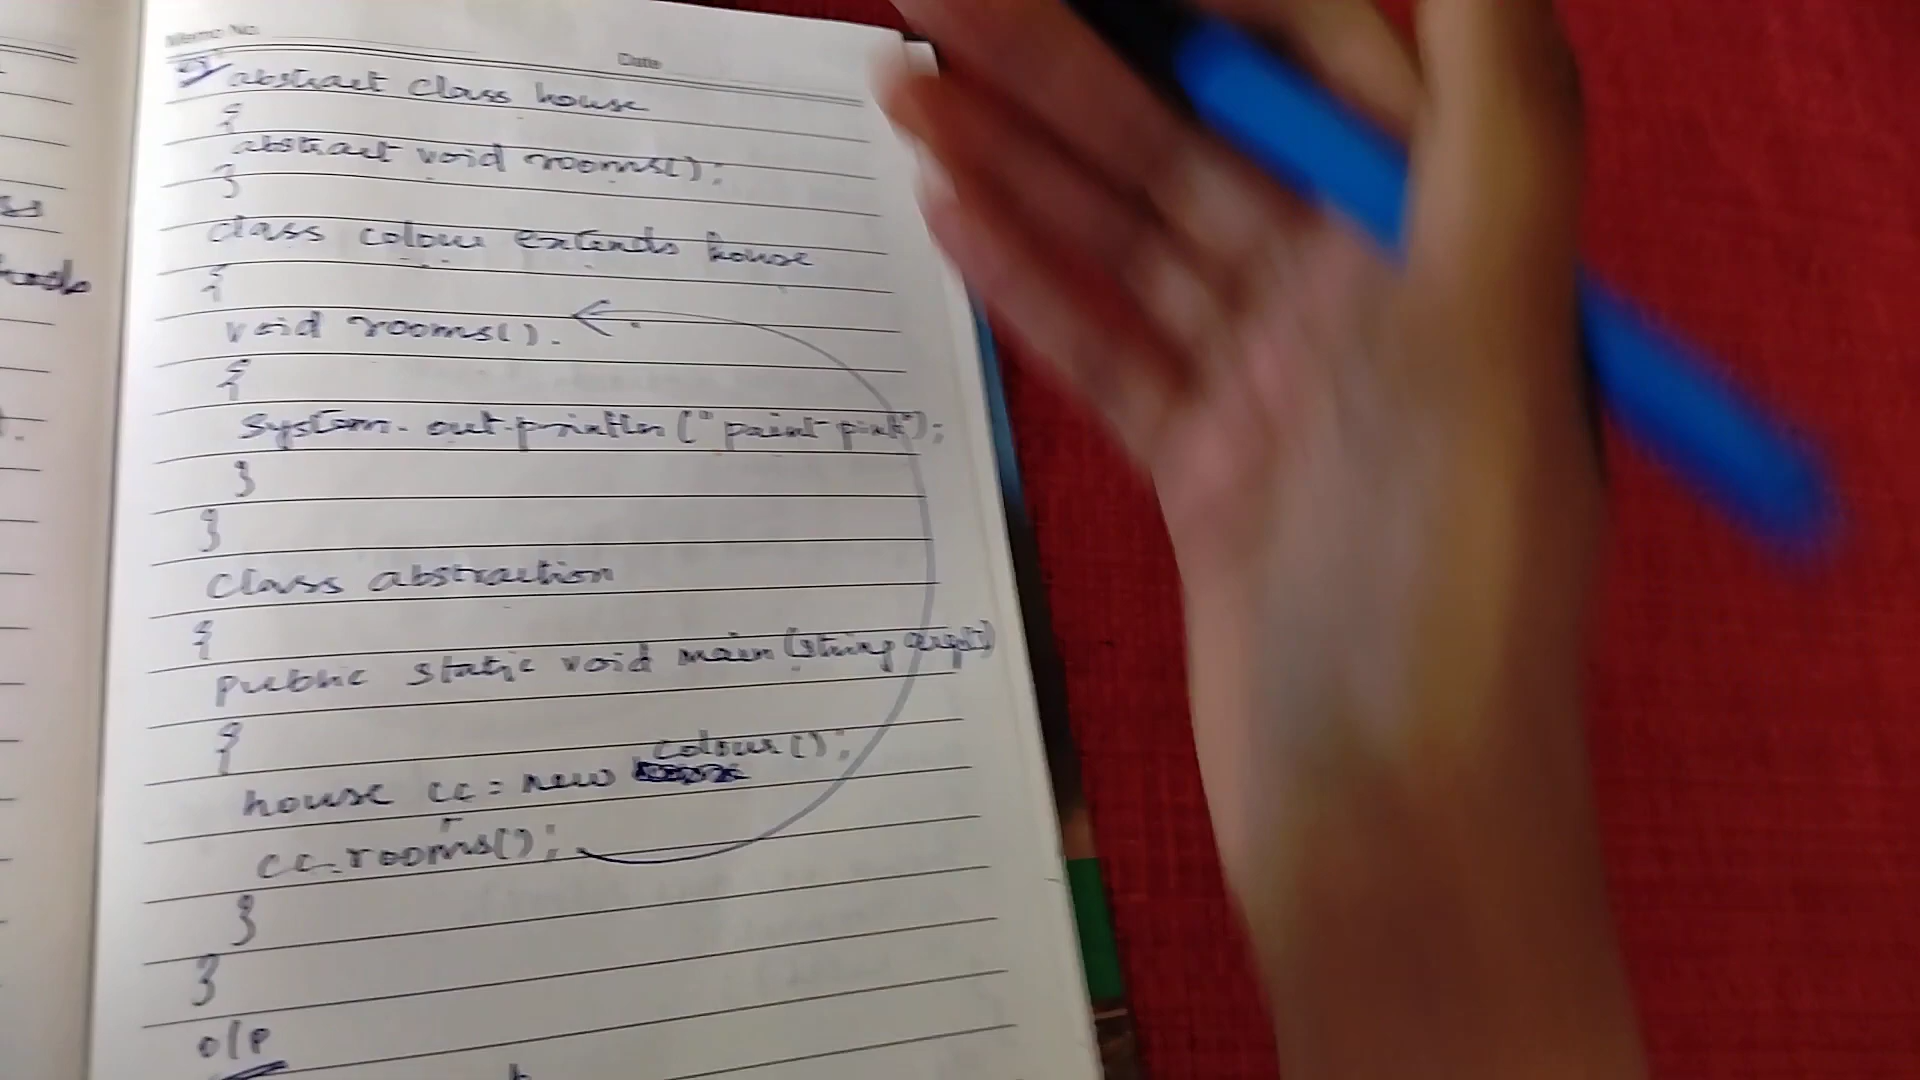 Memo No.
Date
abstract class house
{
abstract void rooms();
}
class colour extends house
{
void rooms().
{
System.out.println("paint pink");
}
}
class abstraction
{
public static void main(string args[])
{
house cc = new colour();
cc.rooms();
}
}
o/p